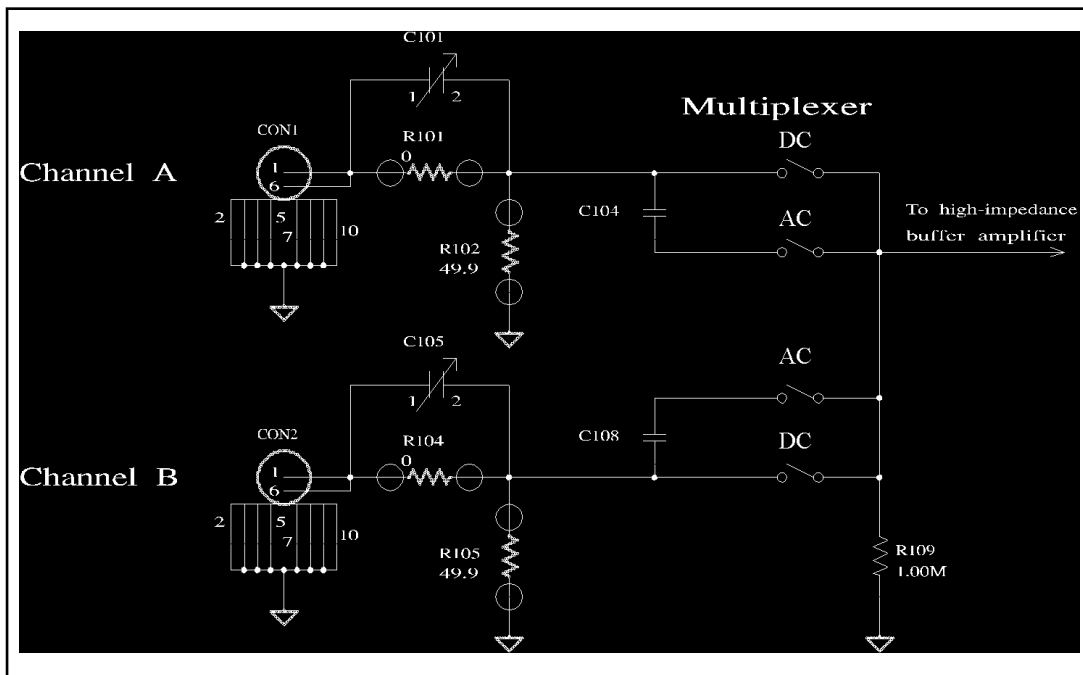 C101
1 2
Multiplexer
CON1
R101
0
DC
Channel A
1
6
2 5 10
7
C104
AC
To high-impedance
buffer amplifier
R102
49.9
C105
AC
1 2
CON2
R104
0
C108
DC
Channel B
1
6
2 5 10
7
R105
49.9
R109
1.00M